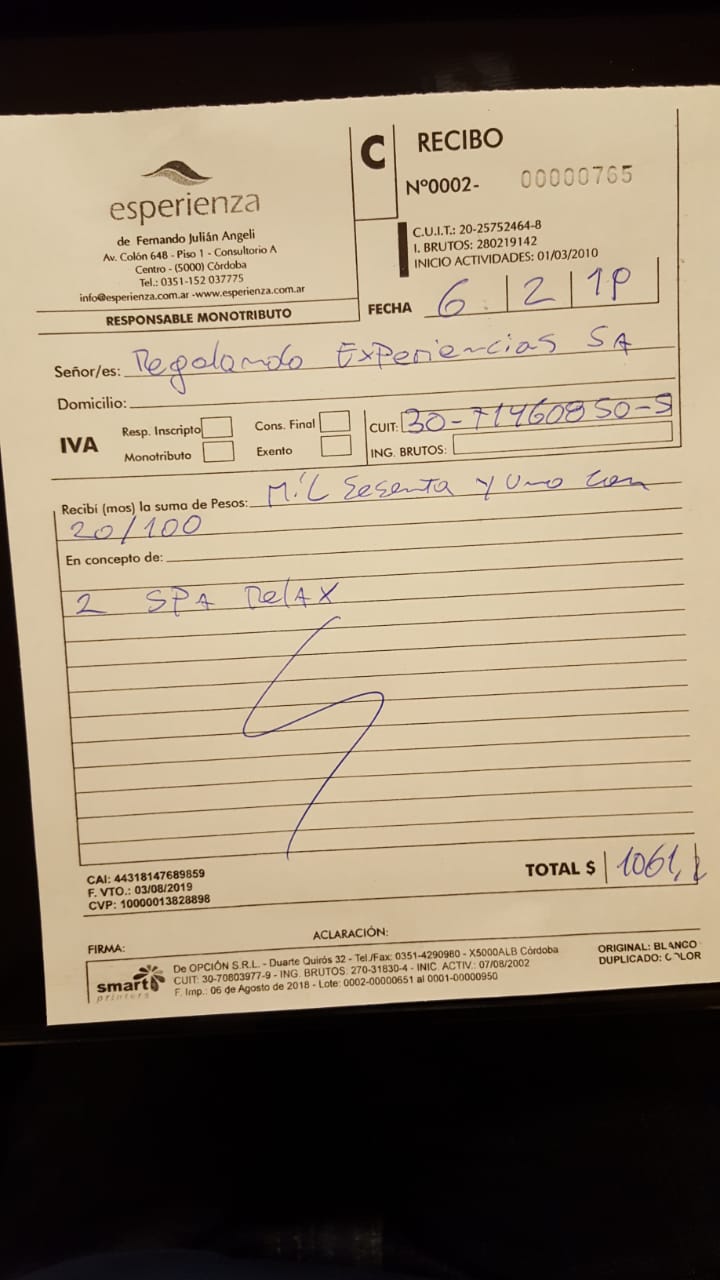 esperienza
de Fernando Julián Angeli
Av. Colón 648 - Piso 1 - Consultorio A
Centro - (5000) Córdoba
Tel.: 0351-152 037775
info@esperienza.com.ar -www.esperienza.com.ar
RESPONSABLE MONOTRIBUTO
C
RECIBO
Nº0002- 00000765
C.U.I.T.: 20-25752464-8
I. BRUTOS: 280219142
INICIO ACTIVIDADES: 01/03/2010
FECHA 6 2 19
Señor/es: Regalando Experiencias SA
Domicilio:
IVA
Resp. Inscripto
Cons. Final
Monotributo
Exento
CUIT: 30-71460850-5
ING. BRUTOS:
Recibí (mos) la suma de Pesos: Mil Sesenta y Uno con
20/100
En concepto de:
2 SPA Relax
CAI: 44318147689859
F. VTO.: 03/08/2019
CVP: 10000013828898
TOTAL $ 1061,2
FIRMA:
ACLARACIÓN:
smart
printers
De OPCIÓN S.R.L. - Duarte Quirós 32 - Tel./Fax: 0351-4290980 - X5000ALB Córdoba
CUIT: 30-70803977-9 - ING. BRUTOS: 270-31830-4 - INIC. ACTIV.: 07/08/2002
F. Imp.: 06 de Agosto de 2018 - Lote: 0002-00000651 al 0001-00000950
ORIGINAL: BLANCO
DUPLICADO: COLOR